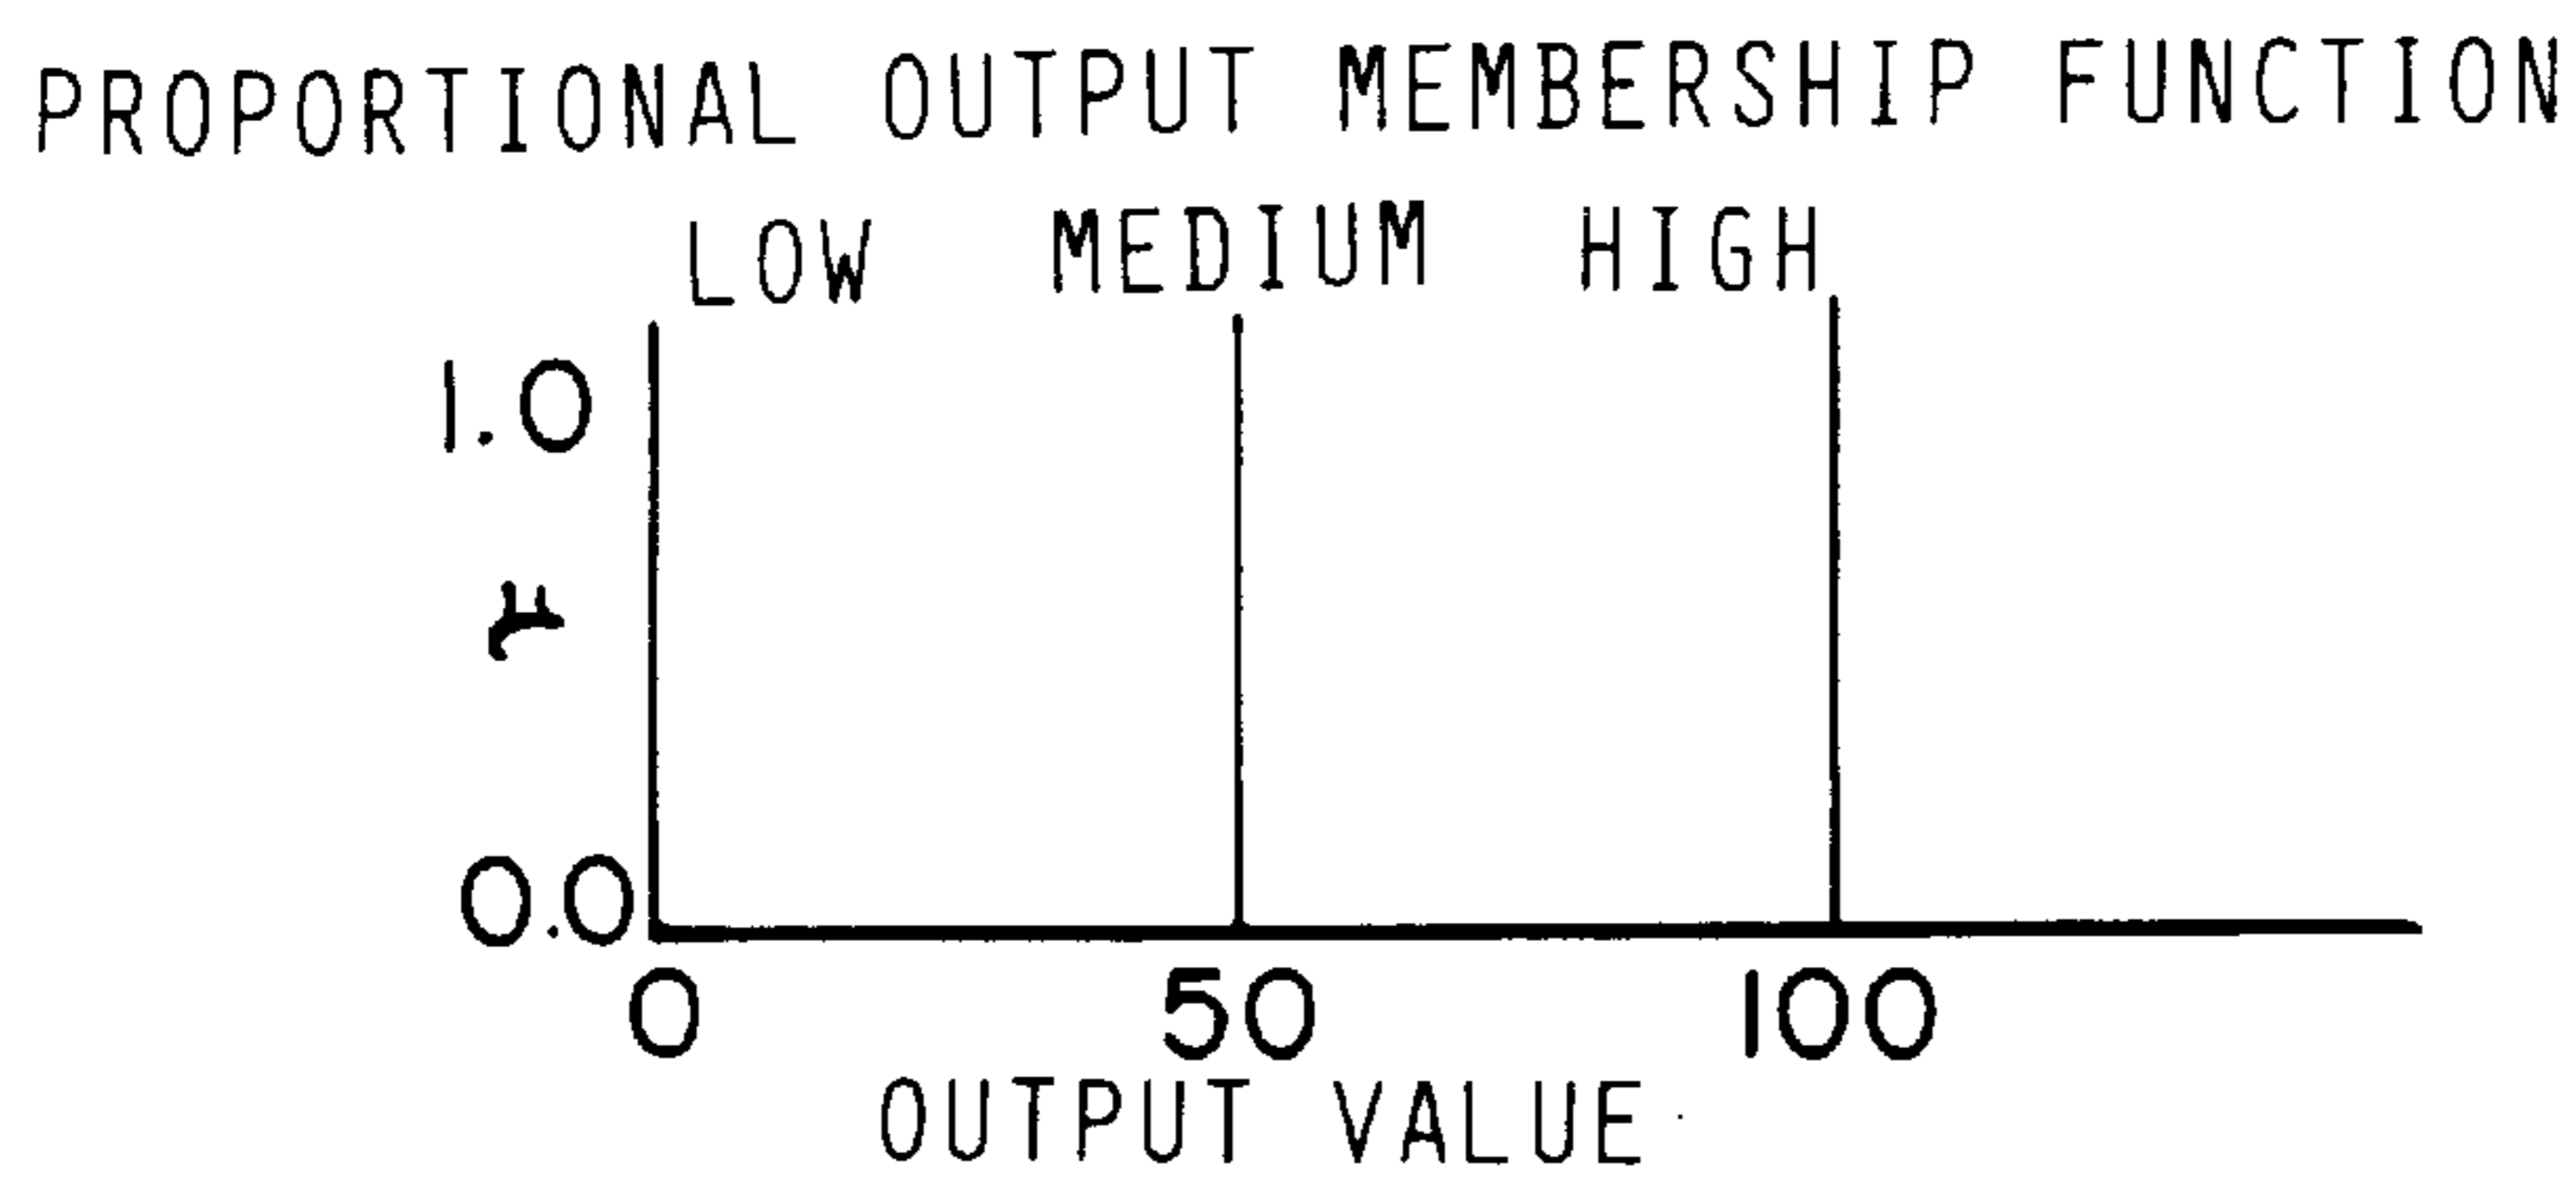 PROPORTIONAL OUTPUT MEMBERSHIP FUNCTION
LOW MEDIUM HIGH
1.0
μ
0.0
0 50 100
OUTPUT VALUE